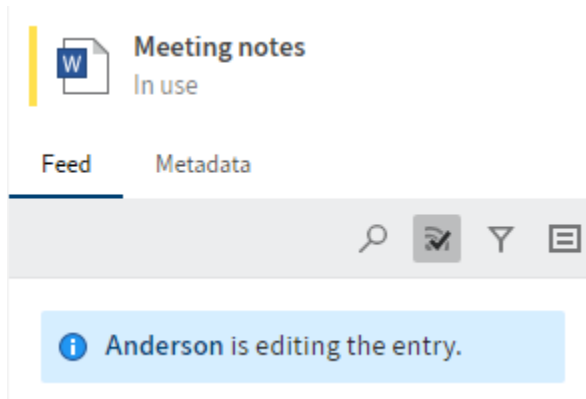 W
Meeting notes
In use
Feed Metadata
Anderson is editing the entry.